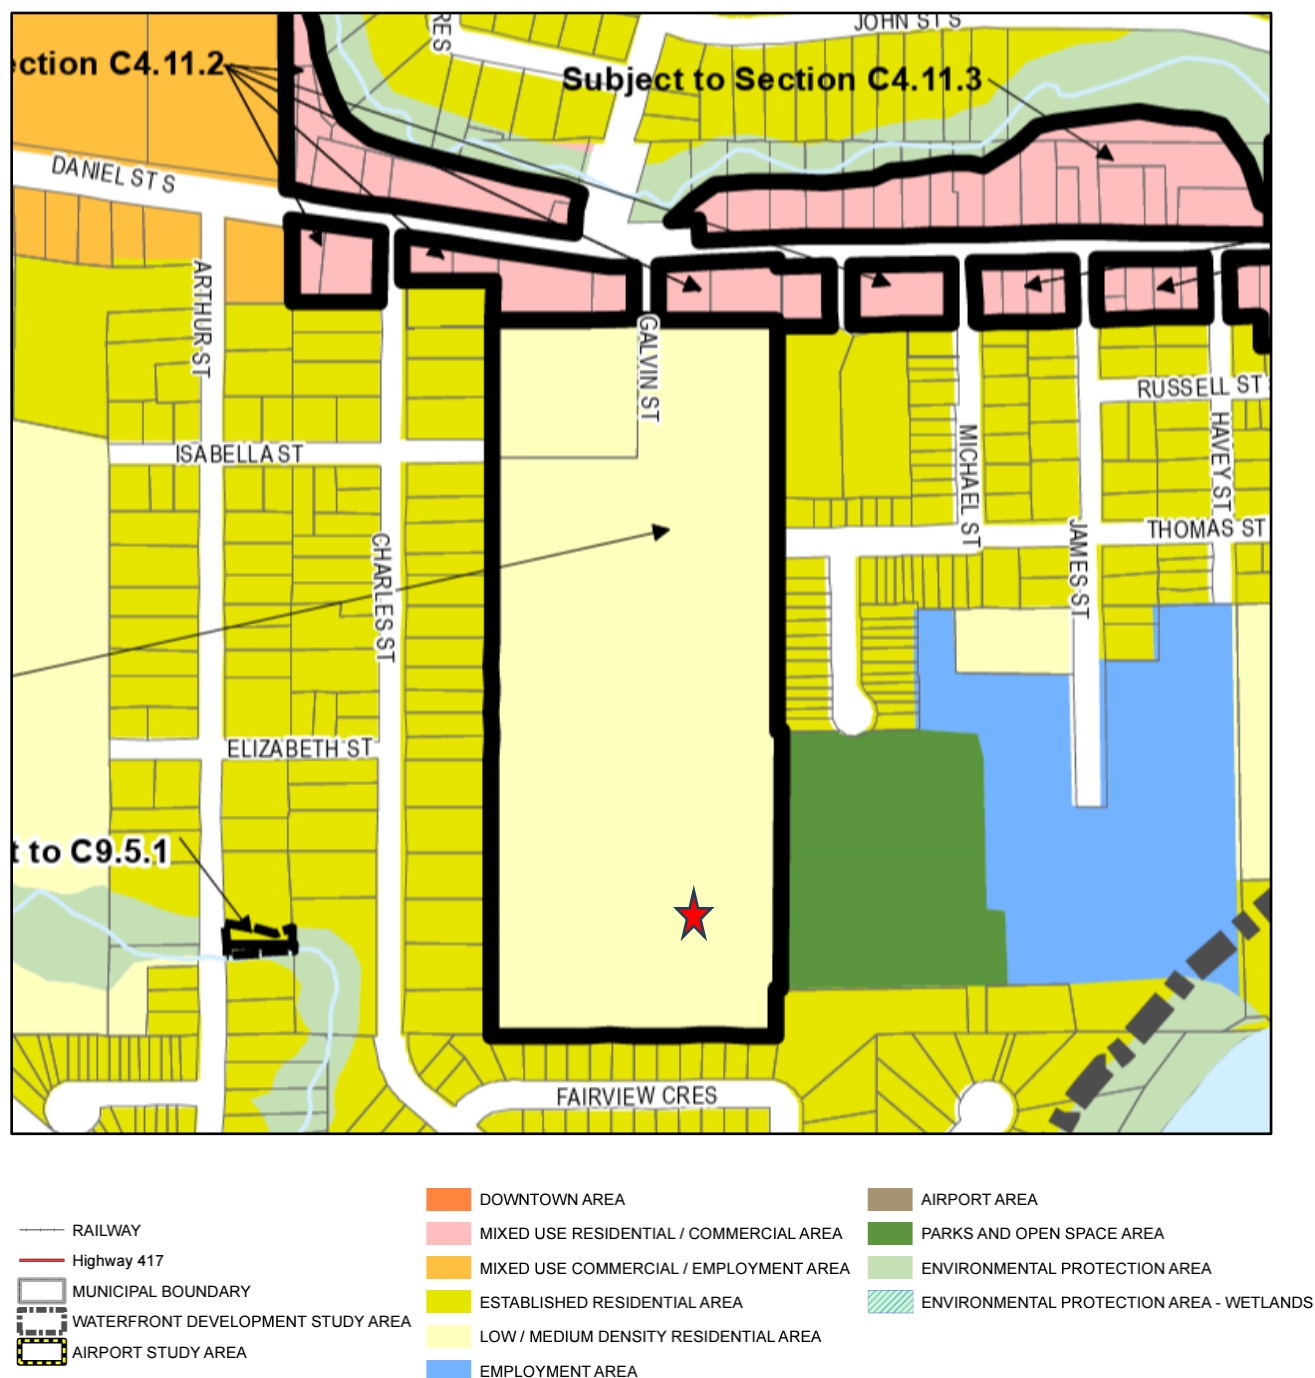 JOHN ST S
RES
ction C4.11.2
Subject to Section C4.11.3
DANIEL ST S
ARTHUR ST
GALVIN ST
RUSSELL ST
HAVEY ST
ISABELLA ST
MICHAEL ST
THOMAS ST
JAMES ST
CHARLES ST
ELIZABETH ST
t to C9.5.1
FAIRVIEW CRES
RAILWAY
Highway 417
MUNICIPAL BOUNDARY
WATERFRONT DEVELOPMENT STUDY AREA
AIRPORT STUDY AREA
DOWNTOWN AREA
MIXED USE RESIDENTIAL / COMMERCIAL AREA
MIXED USE COMMERCIAL / EMPLOYMENT AREA
ESTABLISHED RESIDENTIAL AREA
LOW / MEDIUM DENSITY RESIDENTIAL AREA
EMPLOYMENT AREA
AIRPORT AREA
PARKS AND OPEN SPACE AREA
ENVIRONMENTAL PROTECTION AREA
ENVIRONMENTAL PROTECTION AREA - WETLANDS